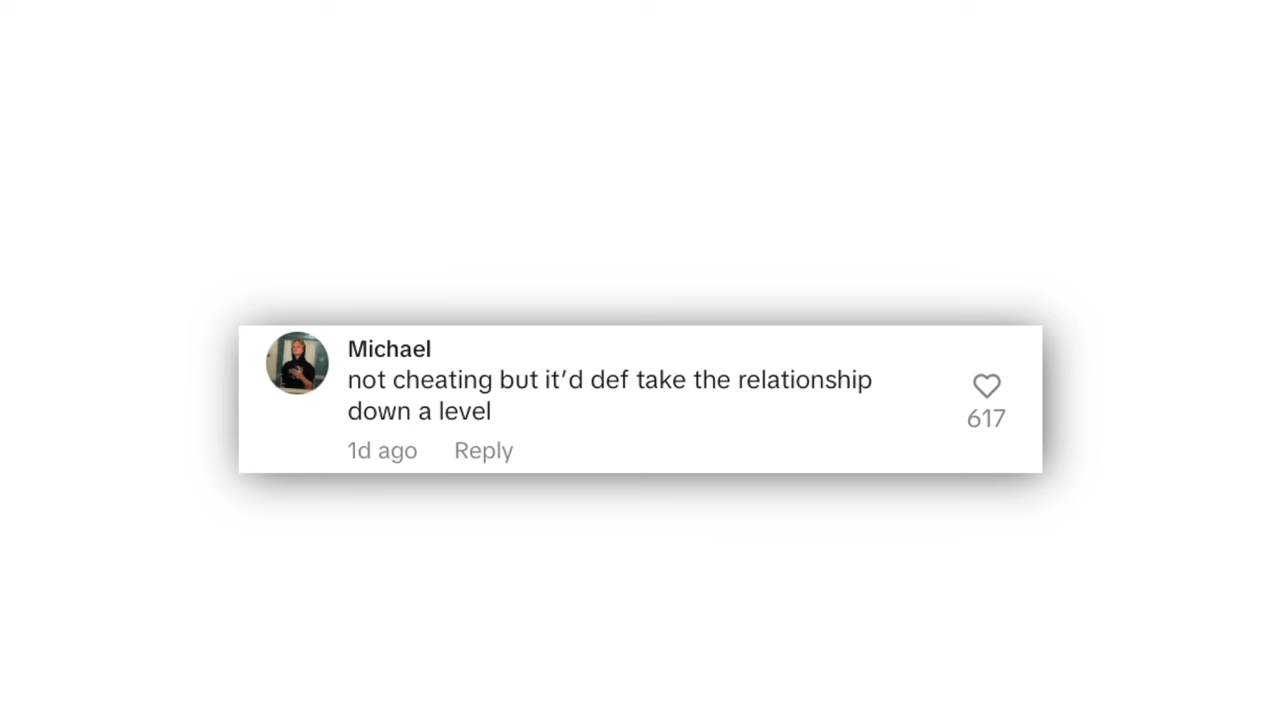 Michael
not cheating but it’d def take the relationship
down a level
617
1d ago Reply